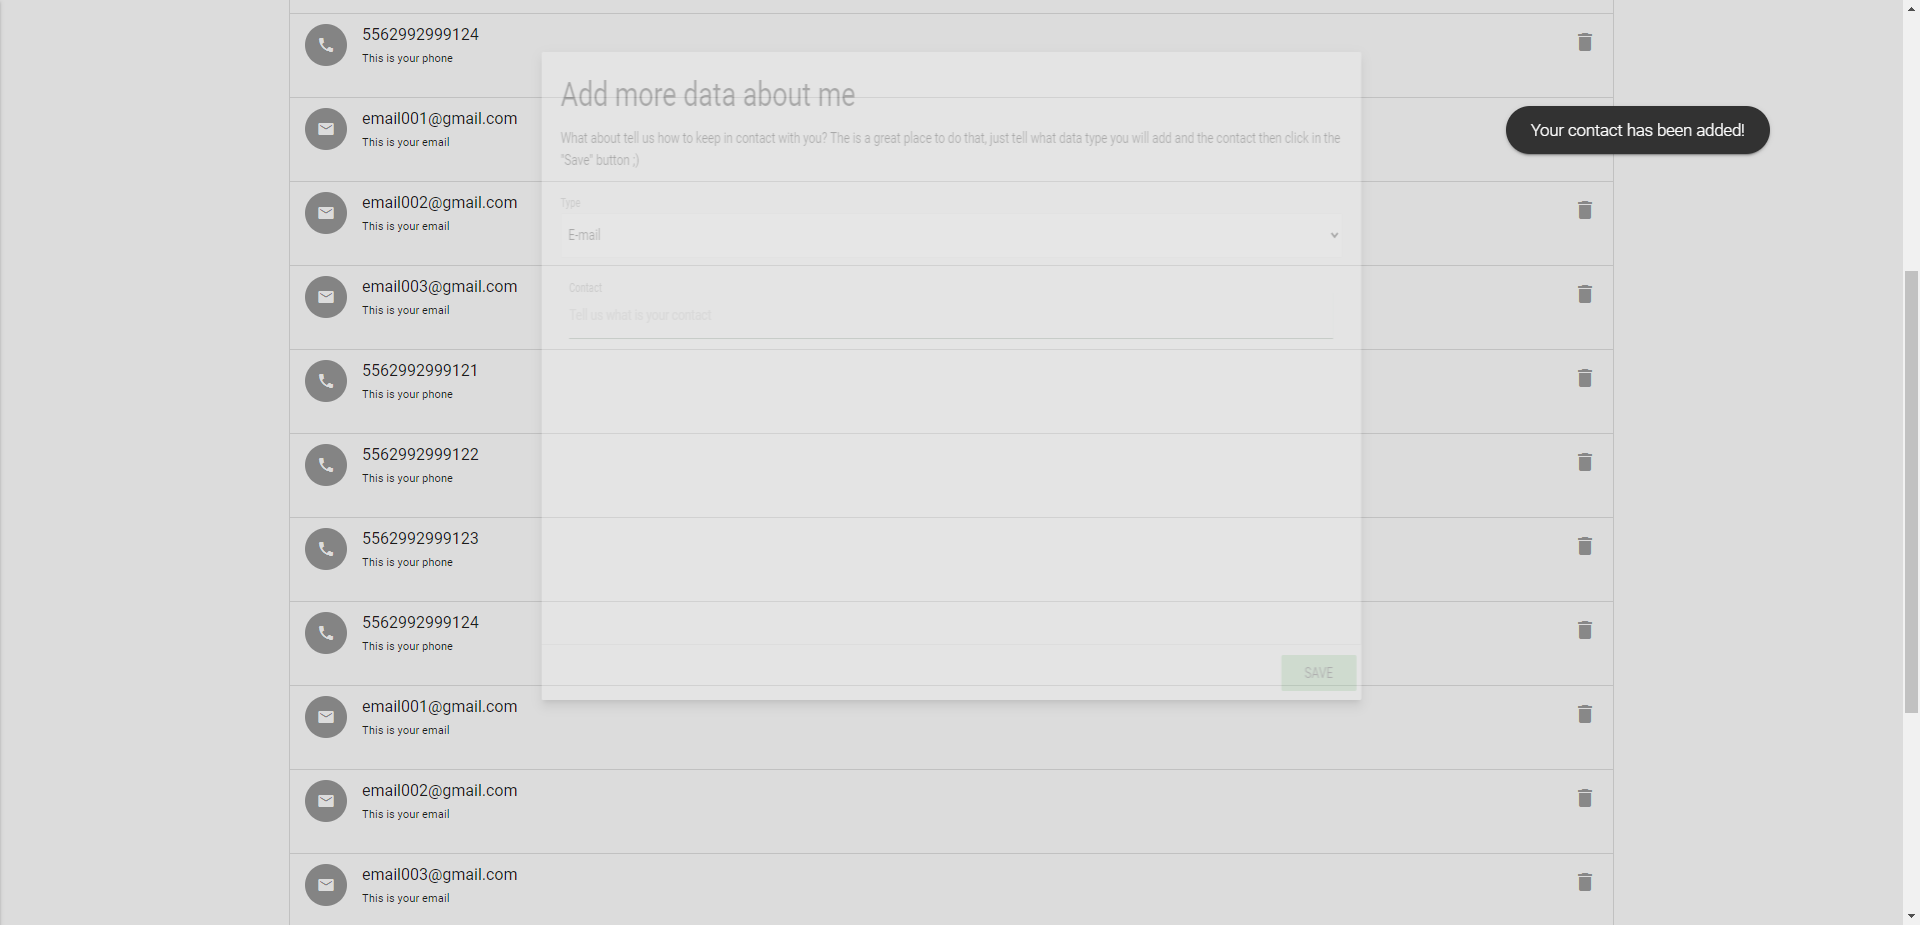 5562992999124
This is your phone
Add more data about me
email001@gmail.com
This is your email
Your contact has been added!
What about tell us how to keep in contact with you? The is a great place to do that, just tell what data type you will add and the contact then click in the
"Save" button ;)
email002@gmail.com
This is your email
Type
E-mail
email003@gmail.com
This is your email
Contact
Tell us what is your contact
5562992999121
This is your phone
5562992999122
This is your phone
5562992999123
This is your phone
5562992999124
This is your phone
SAVE
email001@gmail.com
This is your email
email002@gmail.com
This is your email
email003@gmail.com
This is your email